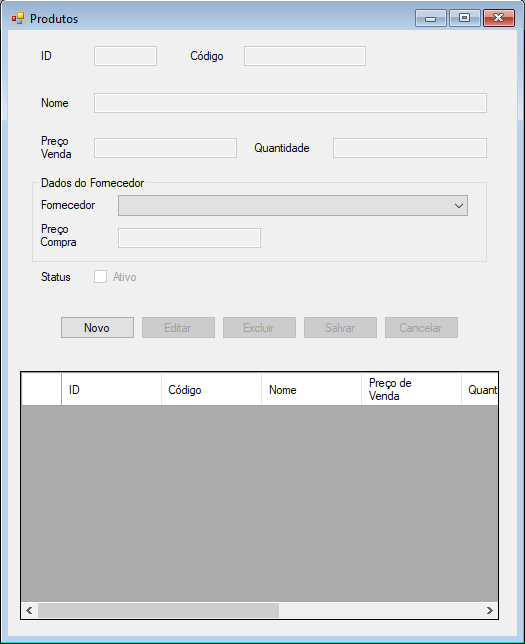 Produtos
ID
Código
Nome
Preço
Venda
Quantidade
Dados do Fornecedor
Fornecedor
Preço
Compra
Status
Ativo
Novo
Editar
Excluir
Salvar
Cancelar
ID
Código
Nome
Preço de
Venda
Quant